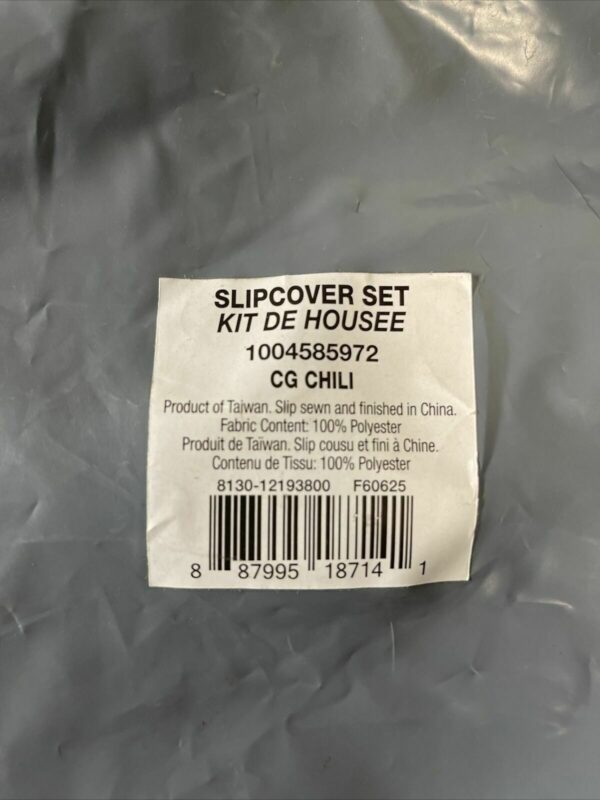 SLIPCOVER SET
KIT DE HOUSEE
1004585972
CG CHILI
Product of Taiwan. Slip sewn and finished in China.
Fabric Content: 100% Polyester
Produit de Taïwan. Slip cousu et fini à Chine.
Contenu de Tissu: 100% Polyester
8130-12193800 F60625
8 87995 18714 1